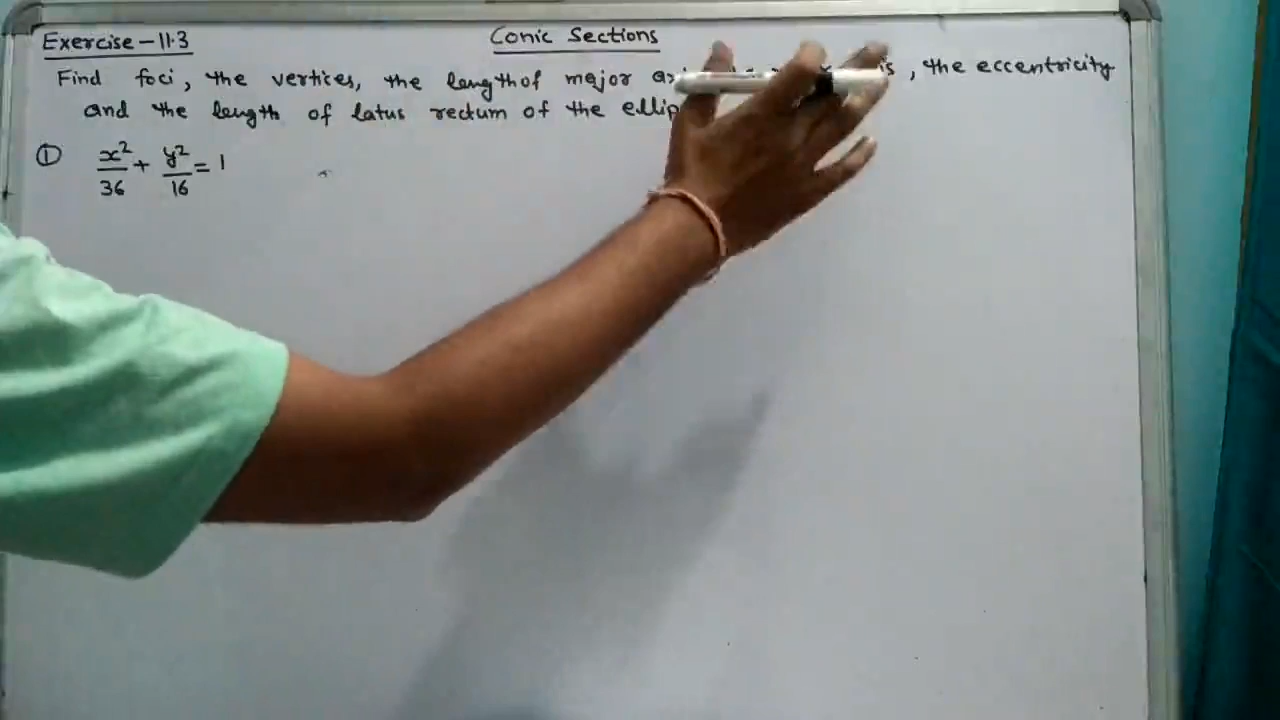 Exercise-11.3
Conic Sections
Find foci, the vertices, the length of major , the eccentricity
and the length of latus rectum of the
① x²/36 + y²/16 = 1